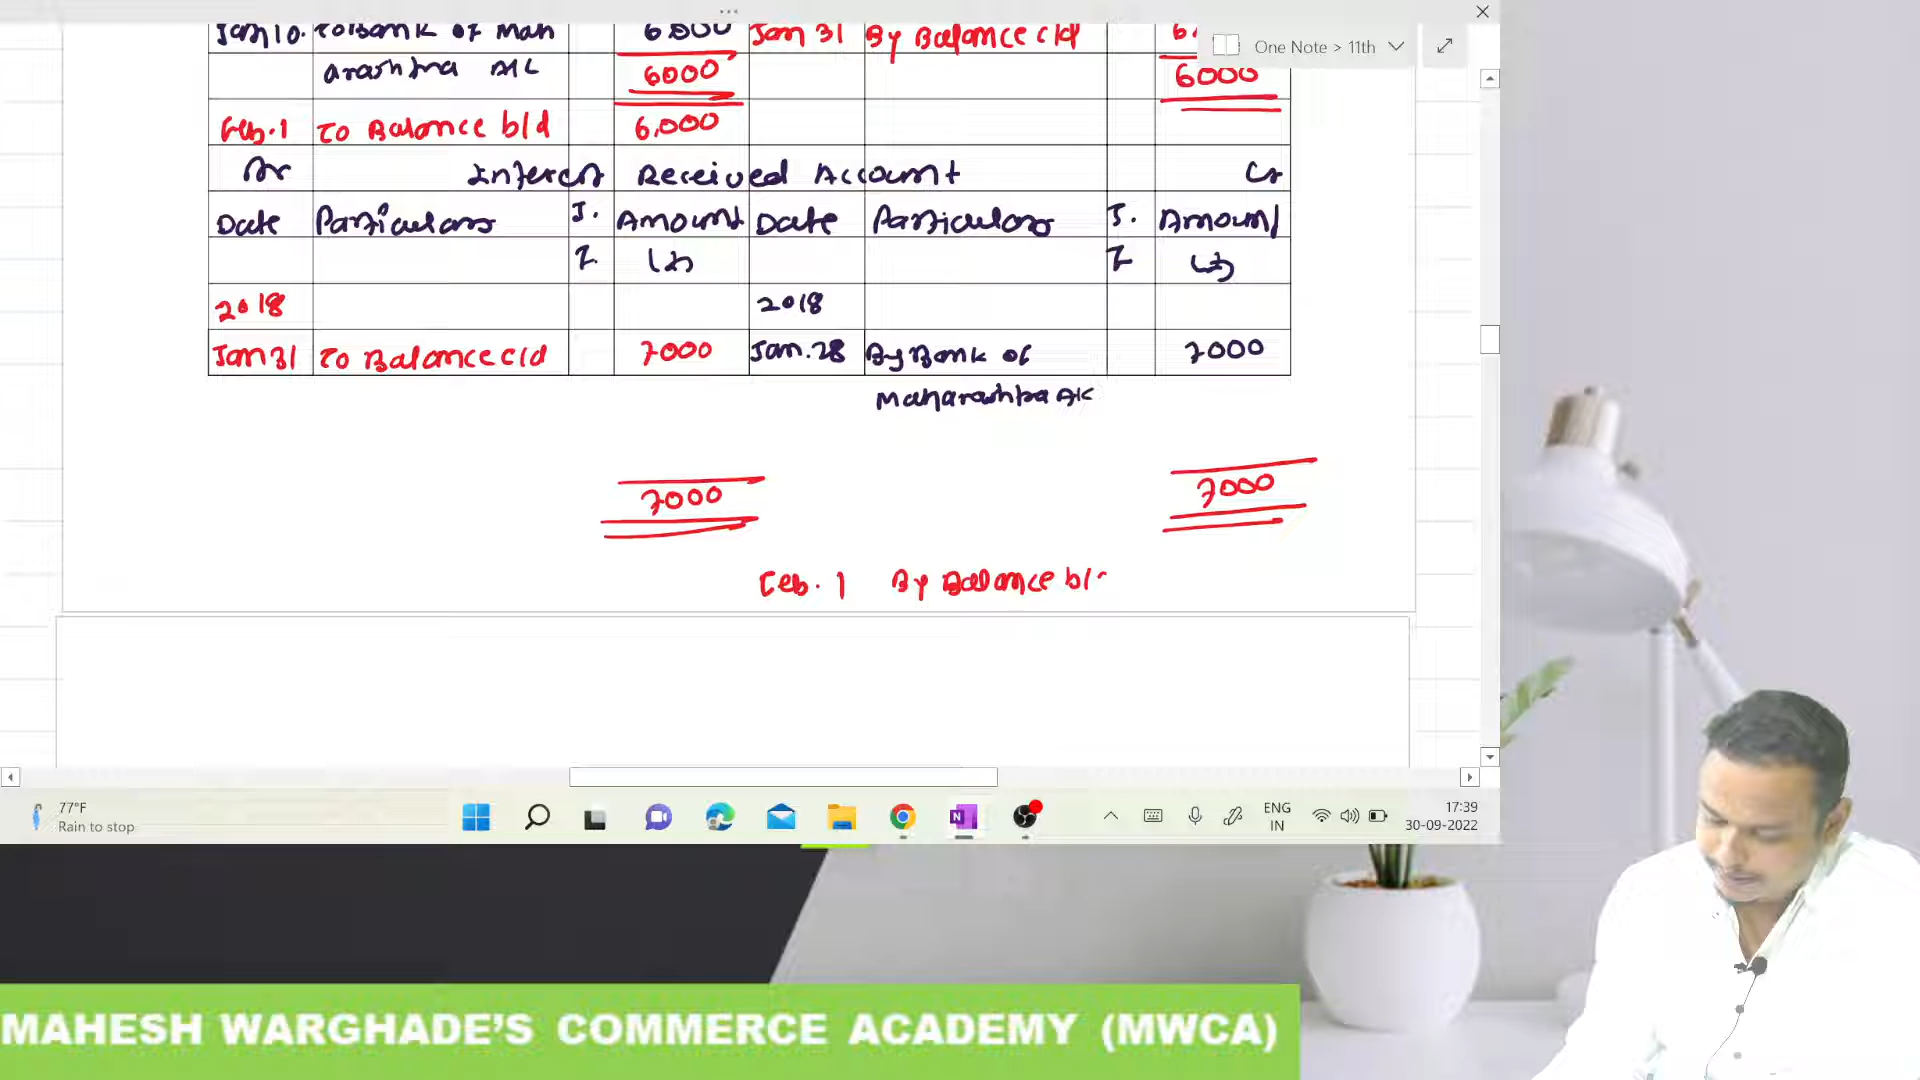 Jan 10. To Bank of Mah 6,000 Jan 31 By Balance c/d
arashtra A/C 6000 6000
Feb. 1 To Balance b/d 6,000
Dr Interest Received Account Cr
Date Particulars J. Amount Date Particulars J. Amount
F. F
2018 2018
Jan 31 To Balance c/d 7000 Jan. 28 By Bank of 7000
Maharashtra A/C
7000 7000
Feb. 1 By Balance b/
One Note > 11th
77°F
Rain to stop
ENG
IN
17:39
30-09-2022
MAHESH WARGHADE'S COMMERCE ACADEMY (MWCA)